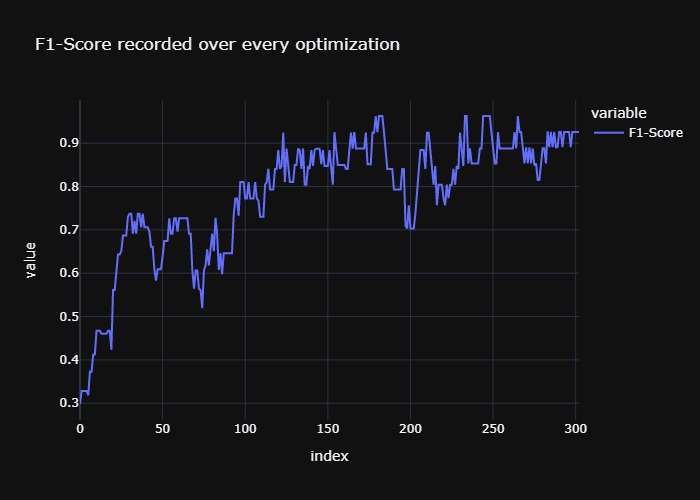 F1-Score recorded over every optimization
variable
F1-Score
value
0.9
0.8
0.7
0.6
0.5
0.4
0.3
0 50 100 150 200 250 300
index